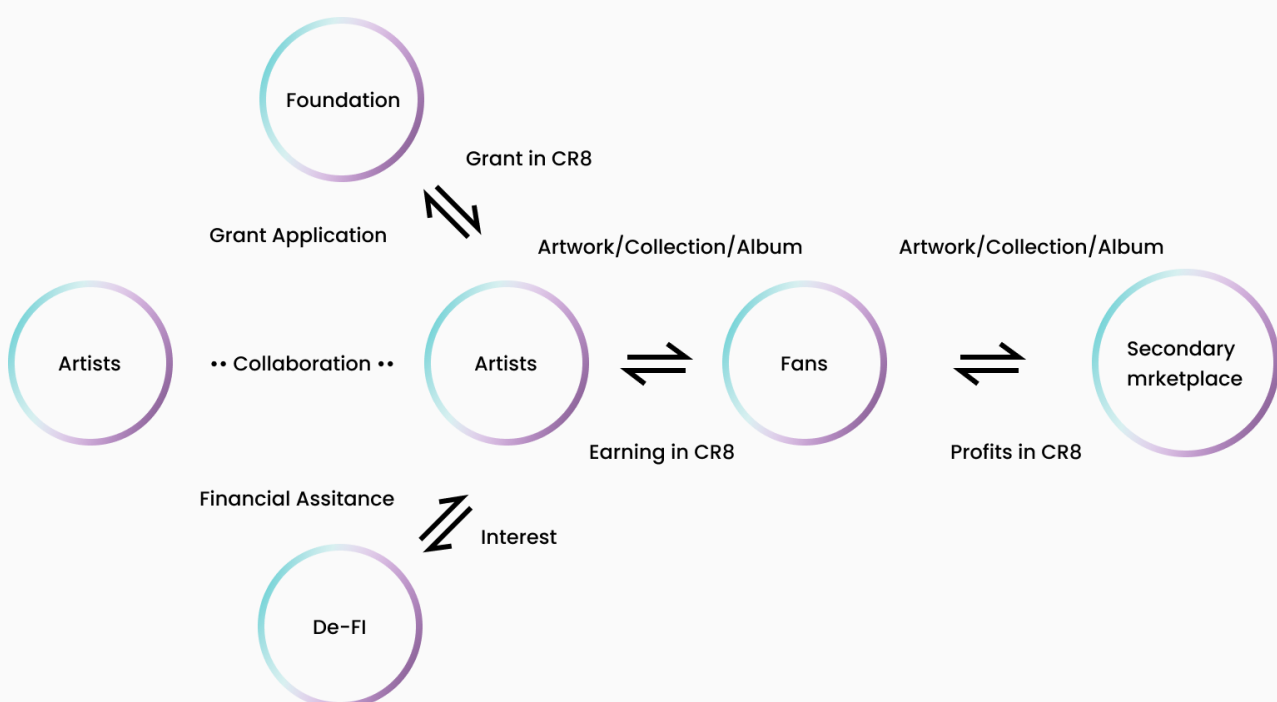 Foundation
Grant in CR8
Grant Application
Artwork/Collection/Album
Artwork/Collection/Album
Artists
•• Collaboration ••
Artists
Fans
Secondary
mrketplace
Earning in CR8
Profits in CR8
Financial Assitance
Interest
De-FI